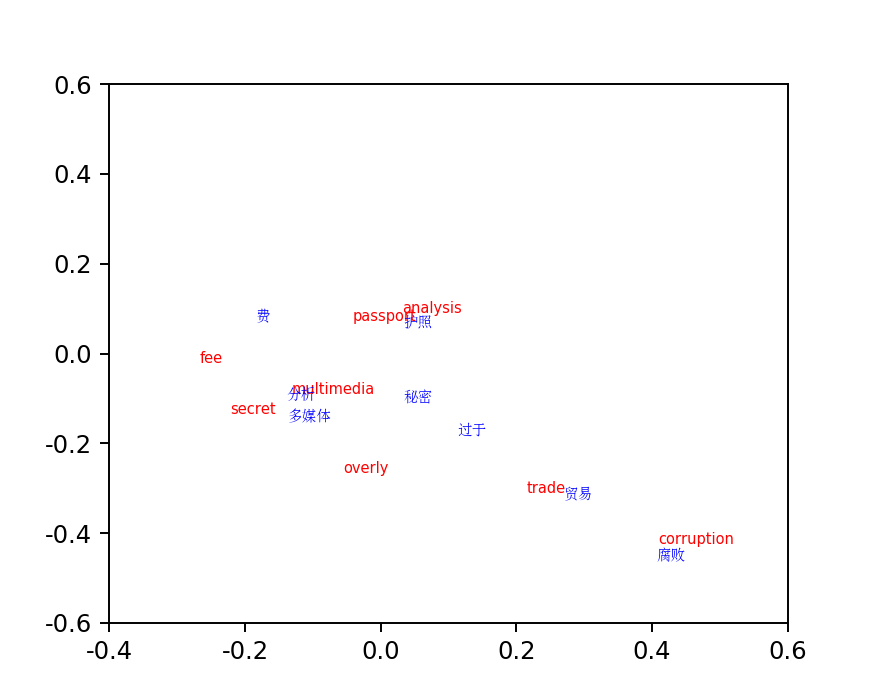 0.6
0.4
analysis
费 passport 护照
0.2
0.0
fee
分析 multimedia
秘密
secret 多媒体
过于
-0.2
overly
trade 贸易
-0.4
corruption
腐败
-0.6
-0.4 -0.2 0.0 0.2 0.4 0.6